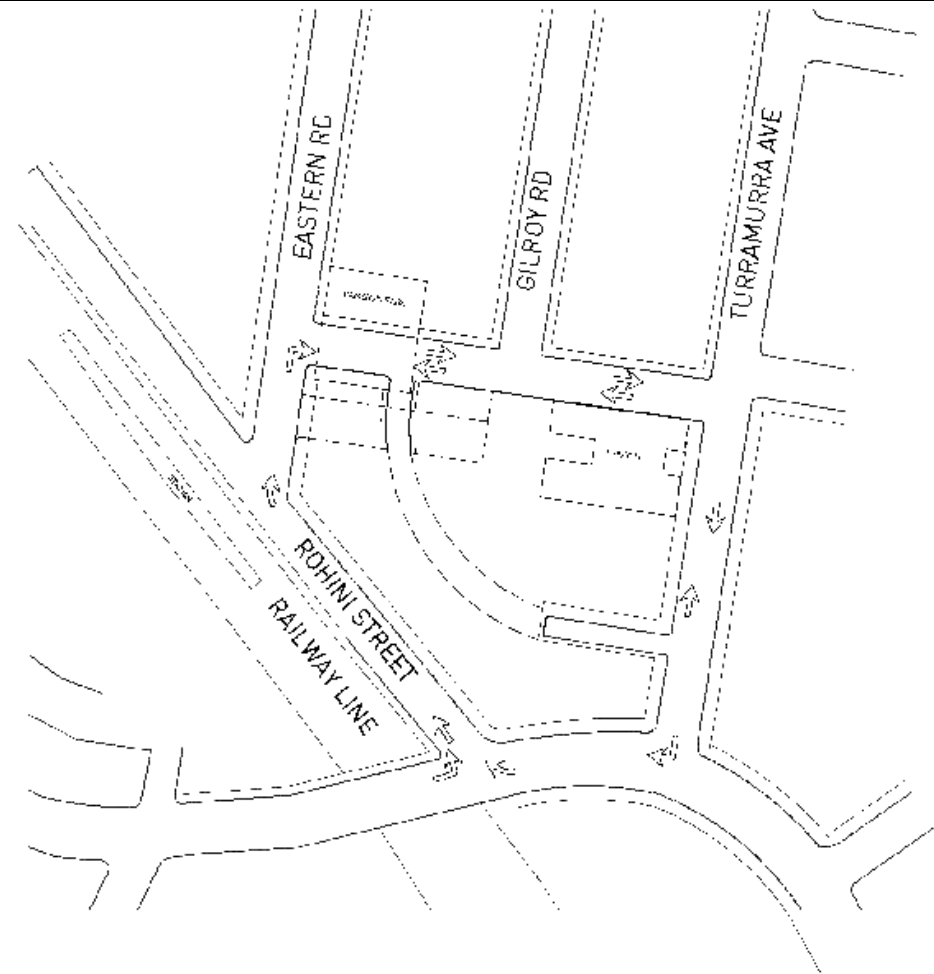 EASTERN RD
GILROY RD
TURRAMURRA AVE
ROHINI STREET
RAILWAY LINE